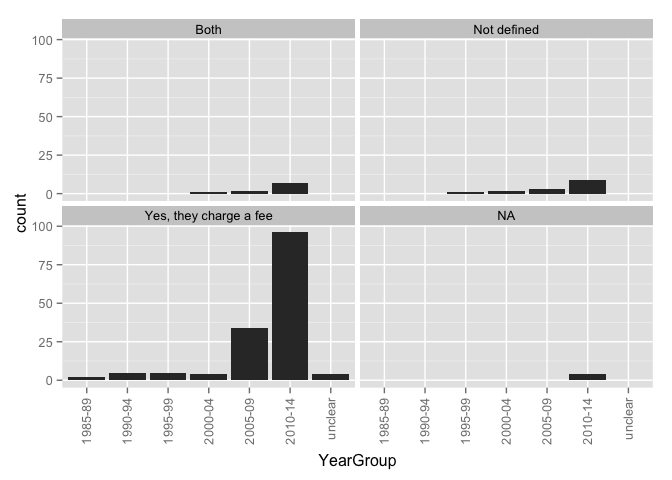 Both
Not defined
100
75
50
25
0
count
Yes, they charge a fee
NA
100
75
50
25
0
1985-89
1990-94
1995-99
2000-04
2005-09
2010-14
unclear
1985-89
1990-94
1995-99
2000-04
2005-09
2010-14
unclear
YearGroup